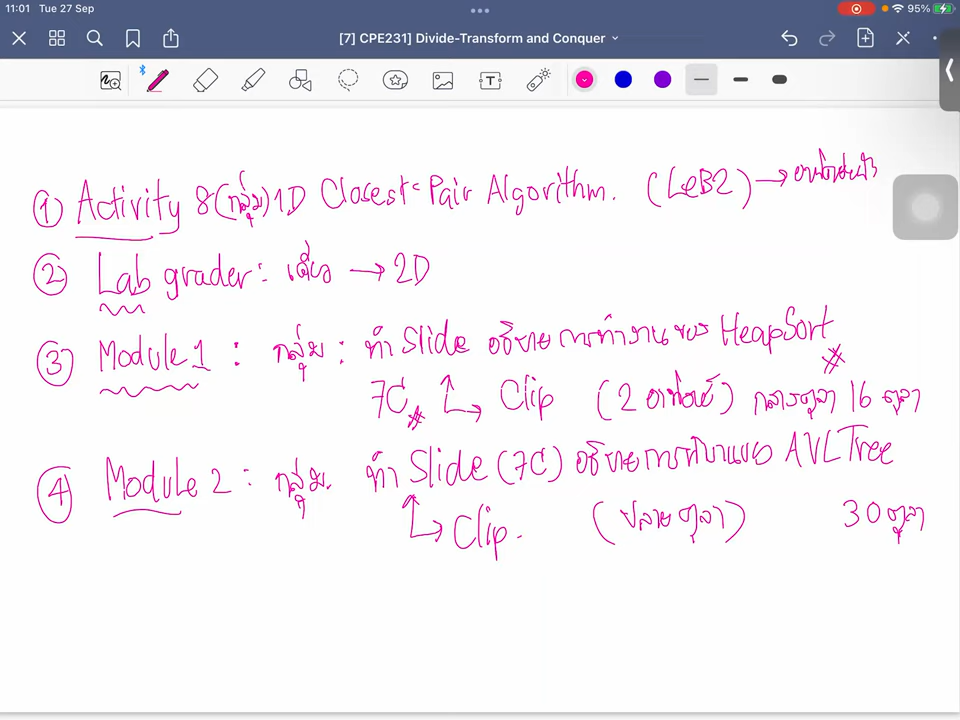 11:01 Tue 27 Sep
95%
[7] CPE231] Divide-Transform and Conquer
① Activity 8(กลุ่ม) 1D Closest-Pair Algorithm. (LEB2) → อาทิตย์หน้า
② Lab grader: เดี่ยว → 2D
③ Module 1 : กลุ่ม : ทำ Slide อธิบายการทำงานของ HeapSort
7C Clip (2 อาทิตย์) กลางตุลา 16 ตุลา
④ Module 2 : กลุ่ม. ทำ Slide (7C) อธิบายการทำงานของ AVL Tree
Clip. (ปลายตุลา) 30 ตุลา